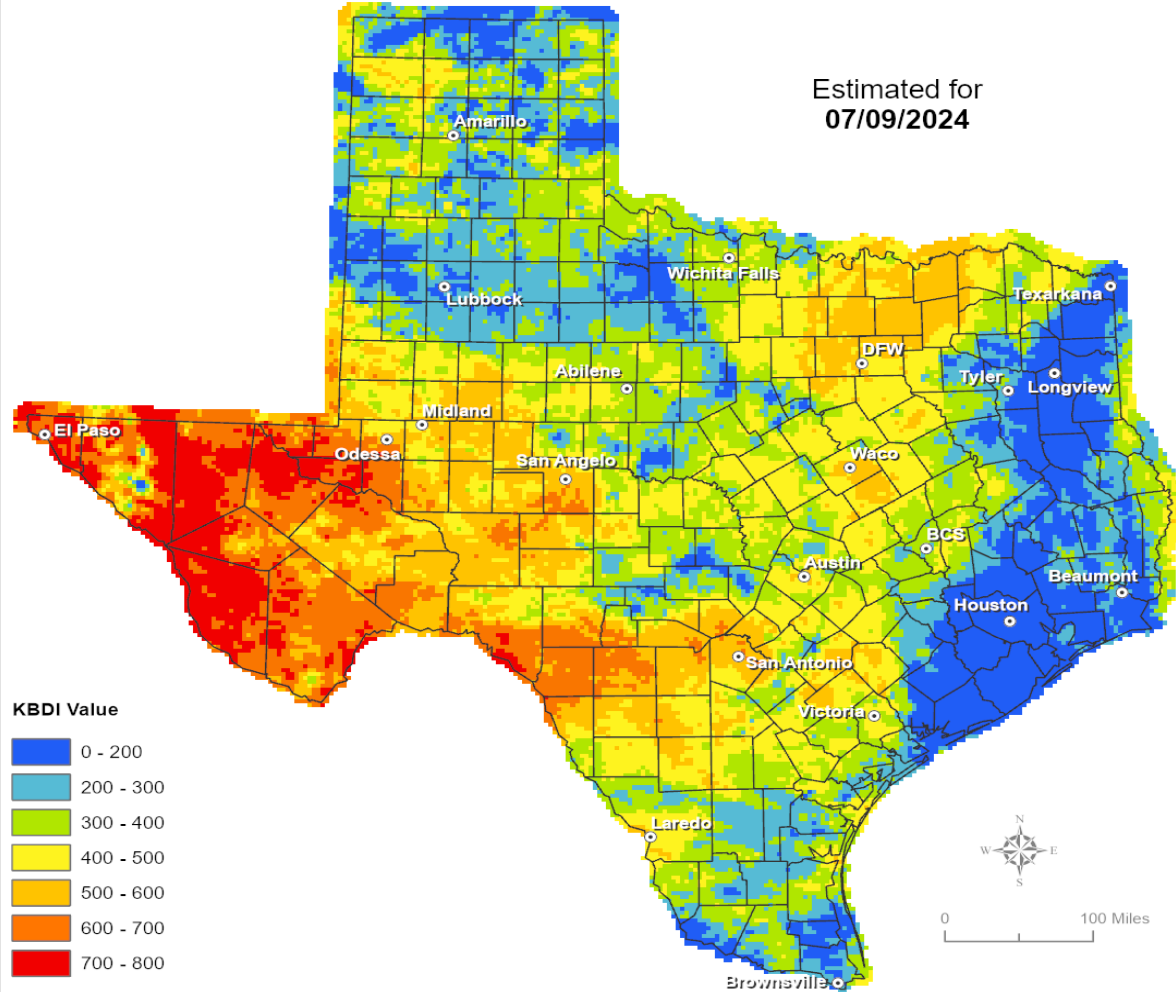 Estimated for
07/09/2024
Amarillo
Wichita Falls
Lubbock
Texarkana
DFW
Abilene
Tyler
Longview
Midland
El Paso
Odessa
San Angelo
Waco
BCS
Austin
Beaumont
Houston
San Antonio
Victoria
Laredo
Brownsville
KBDI Value
0 - 200
200 - 300
300 - 400
400 - 500
500 - 600
600 - 700
700 - 800
N
W E
S
0 100 Miles